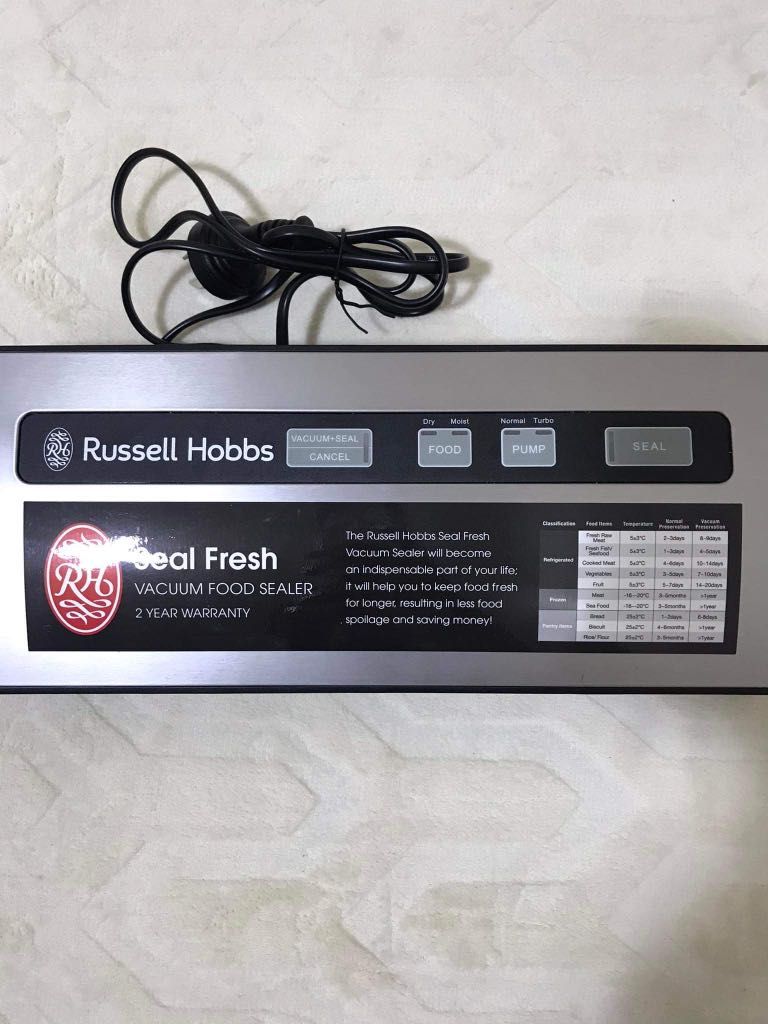 RH Russell Hobbs
VACUUM+SEAL
CANCEL
Dry Moist
FOOD
Normal Turbo
PUMP
SEAL
RH
Seal Fresh
VACUUM FOOD SEALER
2 YEAR WARRANTY
The Russell Hobbs Seal Fresh
Vacuum Sealer will become
an indispensable part of your life;
it will help you to keep food fresh
for longer, resulting in less food
spoilage and saving money!
Classification Food Items Temperature Normal Preservation Vacuum Preservation
Refrigerated
Fresh Raw Meat 5±3°C 2~3days 8~9days
Fresh Fish/ Seafood 5±3°C 1~3days 4~5days
Cooked Meat 5±3°C 4~6days 10~14days
Vegetables 5±3°C 3~5days 7~10days
Fruit 5±3°C 5~7days 14~20days
Frozen
Meat -16~-20°C 3~5months >1year
Sea Food -16~-20°C 3~5months >1year
Pantry Items
Bread 25±2°C 1~2days 6~8days
Biscuit 25±2°C 4~6months >1year
Rice/ Flour 25±2°C 3~5months >1year